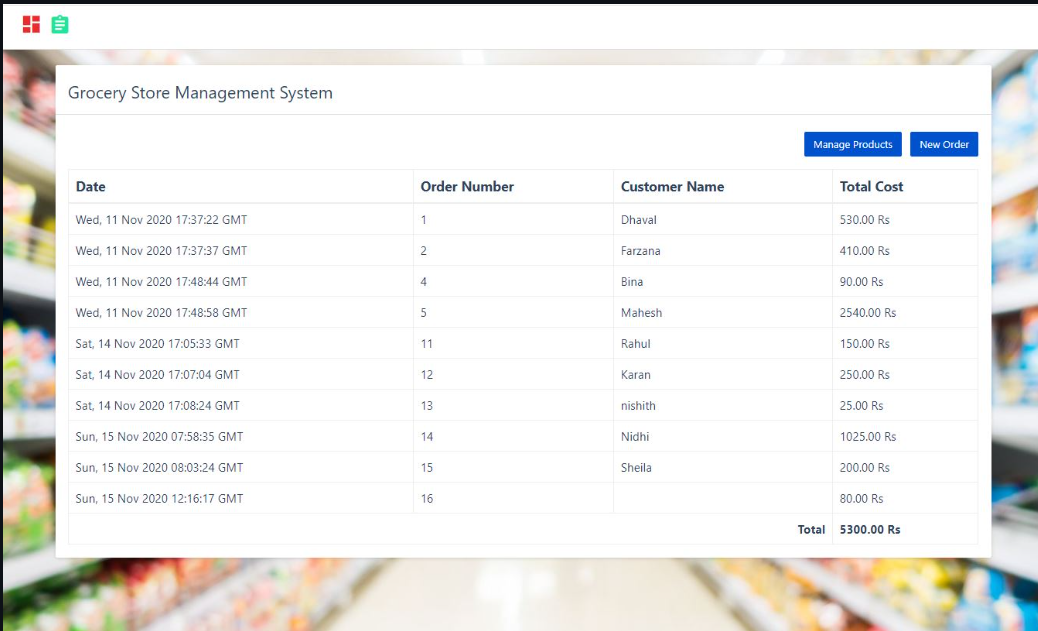 Grocery Store Management System
Manage Products New Order
Date Order Number Customer Name Total Cost
Wed, 11 Nov 2020 17:37:22 GMT 1 Dhaval 530.00 Rs
Wed, 11 Nov 2020 17:37:37 GMT 2 Farzana 410.00 Rs
Wed, 11 Nov 2020 17:48:44 GMT 4 Bina 90.00 Rs
Wed, 11 Nov 2020 17:48:58 GMT 5 Mahesh 2540.00 Rs
Sat, 14 Nov 2020 17:05:33 GMT 11 Rahul 150.00 Rs
Sat, 14 Nov 2020 17:07:04 GMT 12 Karan 250.00 Rs
Sat, 14 Nov 2020 17:08:24 GMT 13 nishith 25.00 Rs
Sun, 15 Nov 2020 07:58:35 GMT 14 Nidhi 1025.00 Rs
Sun, 15 Nov 2020 08:03:24 GMT 15 Sheila 200.00 Rs
Sun, 15 Nov 2020 12:16:17 GMT 16 80.00 Rs
Total 5300.00 Rs